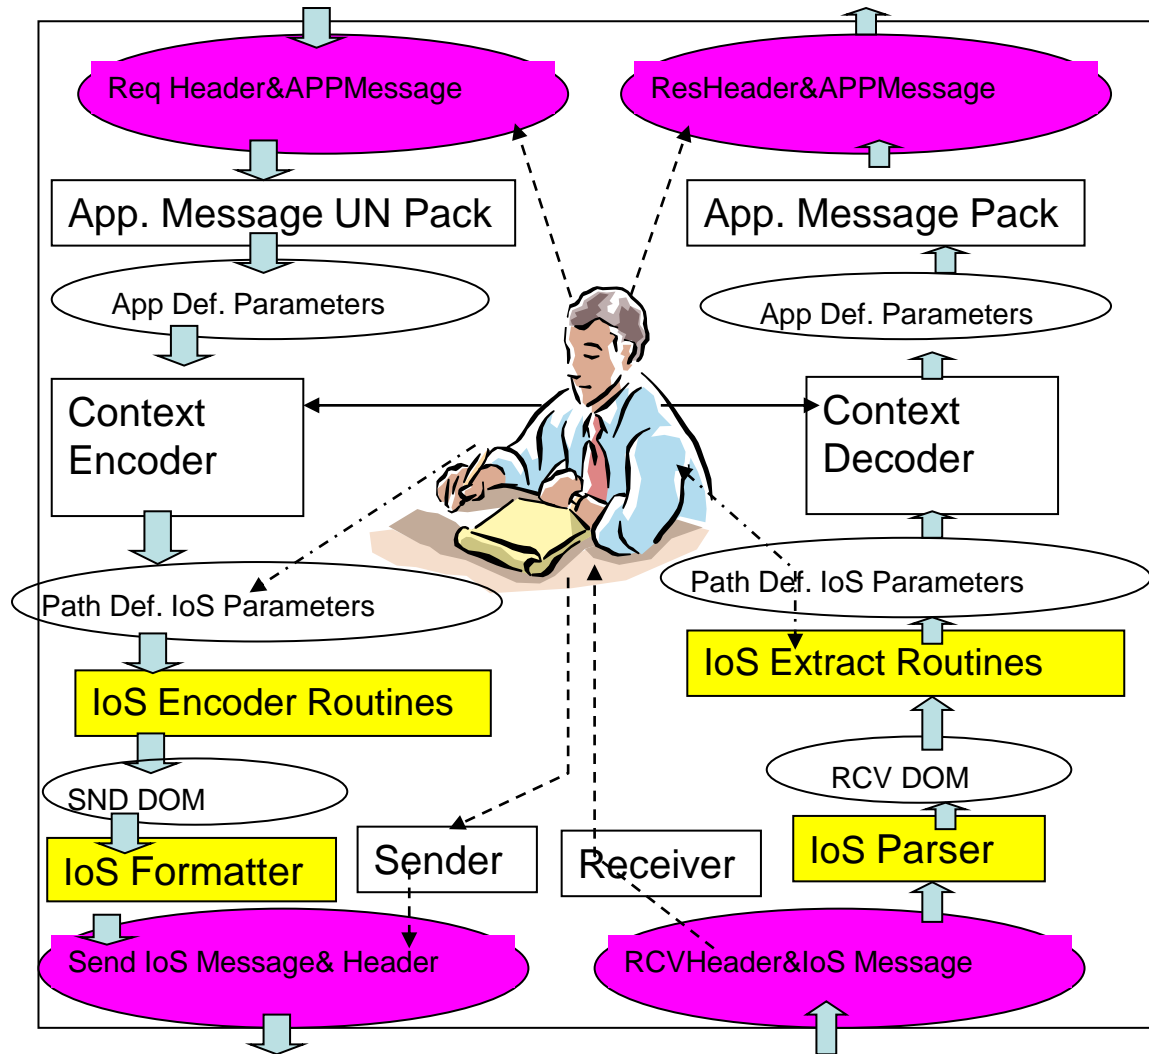 Req Header&APPMessage
ResHeader&APPMessage
App. Message UN Pack
App. Message Pack
App Def. Parameters
App Def. Parameters
Context
Encoder
Context
Decoder
Path Def. IoS Parameters
Path Def. IoS Parameters
IoS Encoder Routines
IoS Extract Routines
SND DOM
RCV DOM
IoS Formatter
Sender
Receiver
IoS Parser
Send IoS Message& Header
RCVHeader&IoS Message